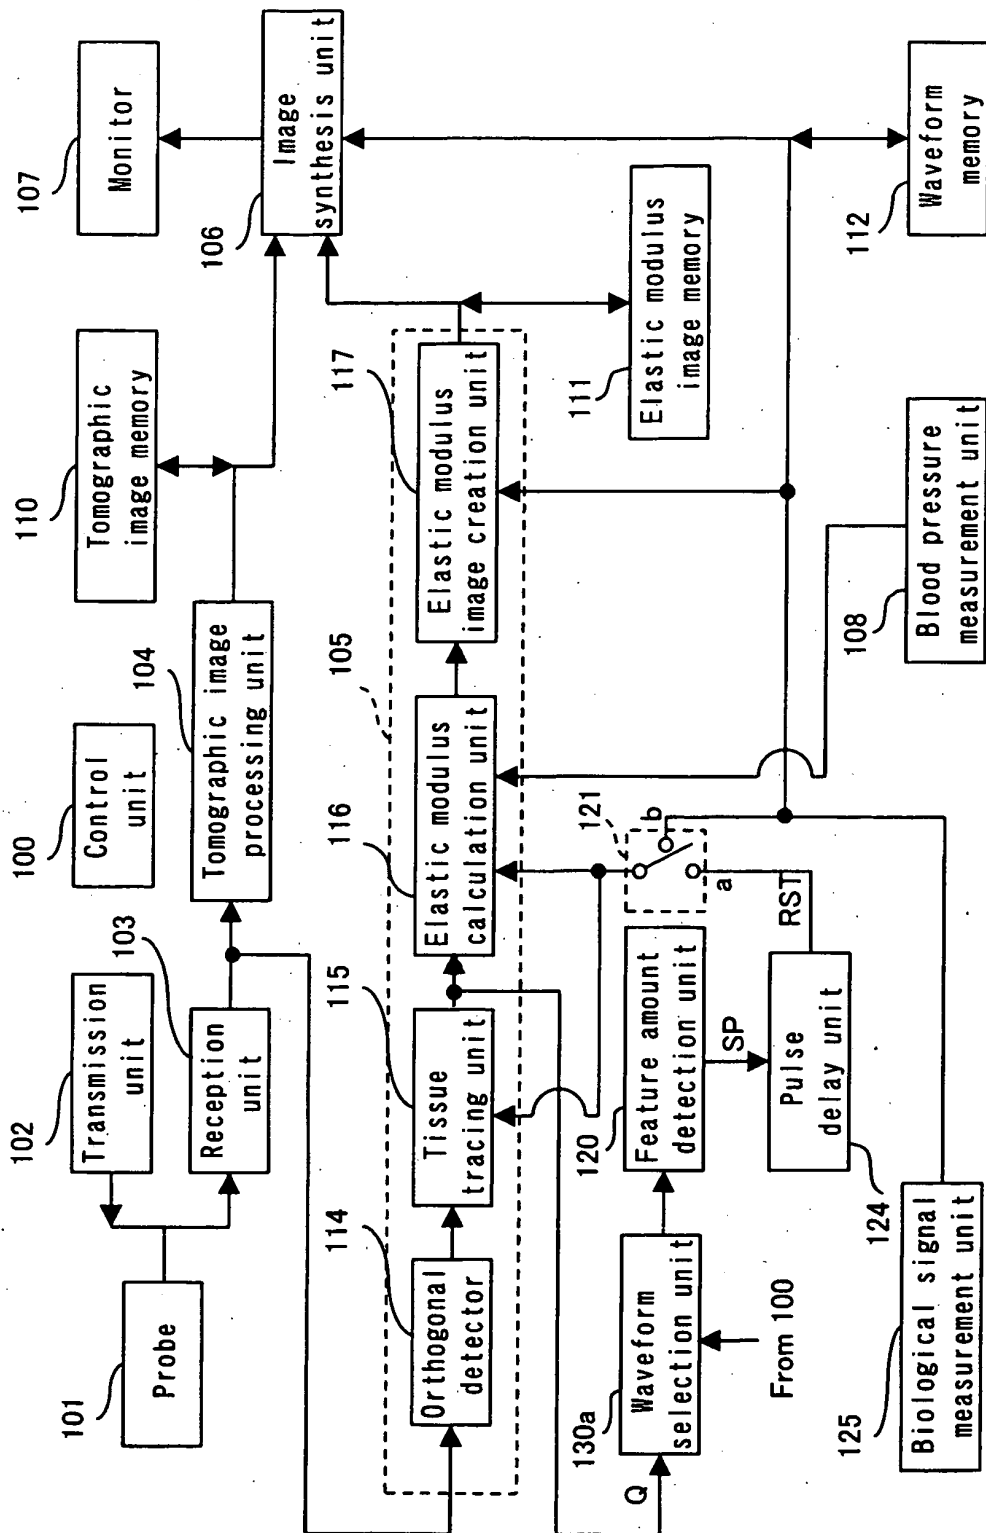 101
Probe
102
Transmission
unit
103
Reception
unit
100
Control
unit
104
Tomographic image
processing unit
110
Tomographic
image memory
107
Monitor
106
Image
synthesis unit
105
114
Orthogonal
detector
115
Tissue
tracing unit
116
Elastic modulus
calculation unit
117
Elastic modulus
image creation unit
111
Elastic modulus
image memory
Q
130a
Waveform
selection unit
From 100
120
Feature amount
detection unit
SP
121
b
a
RST
124
Pulse
delay unit
125
Biological signal
measurement unit
108
Blood pressure
measurement unit
112
Waveform
memory